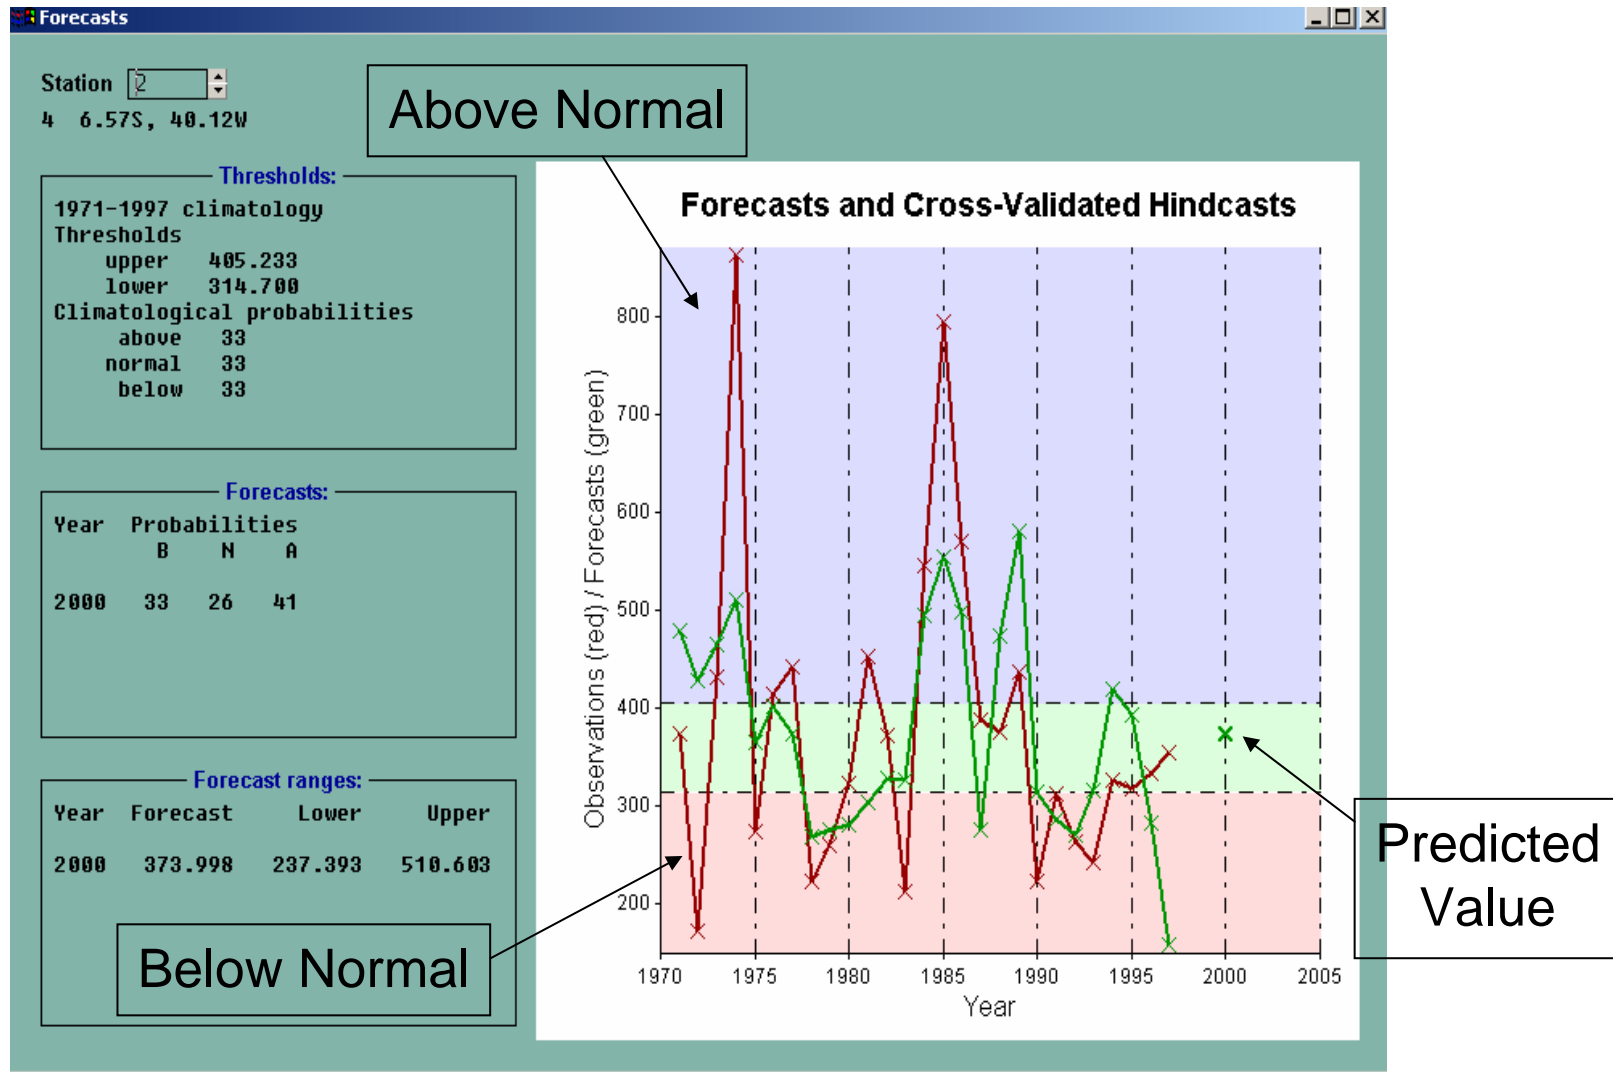 Forecasts
Station 2
4 6.57S, 40.12W
Above Normal
Thresholds:
1971-1997 climatology
Thresholds
upper 405.233
lower 314.700
Climatological probabilities
above 33
normal 33
below 33
Forecasts:
Year Probabilities
B N A
2000 33 26 41
Forecast ranges:
Year Forecast Lower Upper
2000 373.998 237.393 510.603
Below Normal
Forecasts and Cross-Validated Hindcasts
Observations (red) / Forecasts (green)
800
700
600
500
400
300
200
1970 1975 1980 1985 1990 1995 2000 2005
Year
Predicted
Value